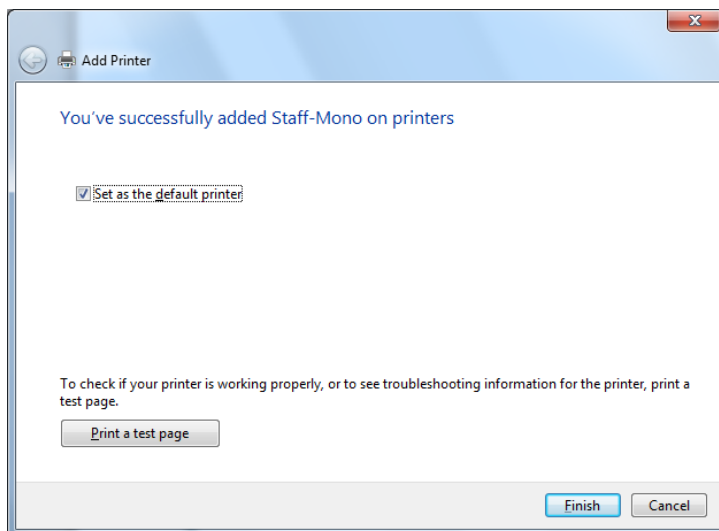 Add Printer
You've successfully added Staff-Mono on printers
Set as the default printer
To check if your printer is working properly, or to see troubleshooting information for the printer, print a
test page.
Print a test page
Finish
Cancel